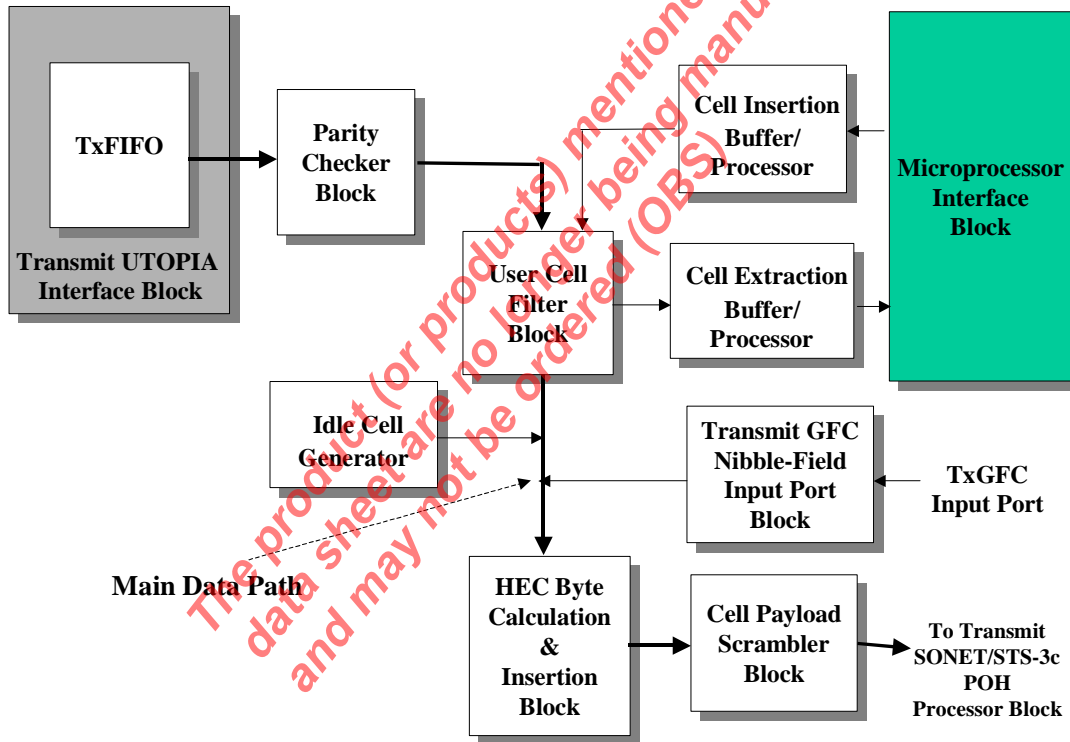 TxFIFO
Transmit UTOPIA
Interface Block
Parity
Checker
Block
Cell Insertion
Buffer/
Processor
Microprocessor
Interface
Block
User Cell
Filter
Block
Cell Extraction
Buffer/
Processor
Idle Cell
Generator
Transmit GFC
Nibble-Field
Input Port
Block
TxGFC
Input Port
Main Data Path
HEC Byte
Calculation
&
Insertion
Block
Cell Payload
Scrambler
Block
To Transmit
SONET/STS-3c
POH
Processor Block
The product (or products) mentione
data sheet are no longer being manu
and may not be ordered (OBS)